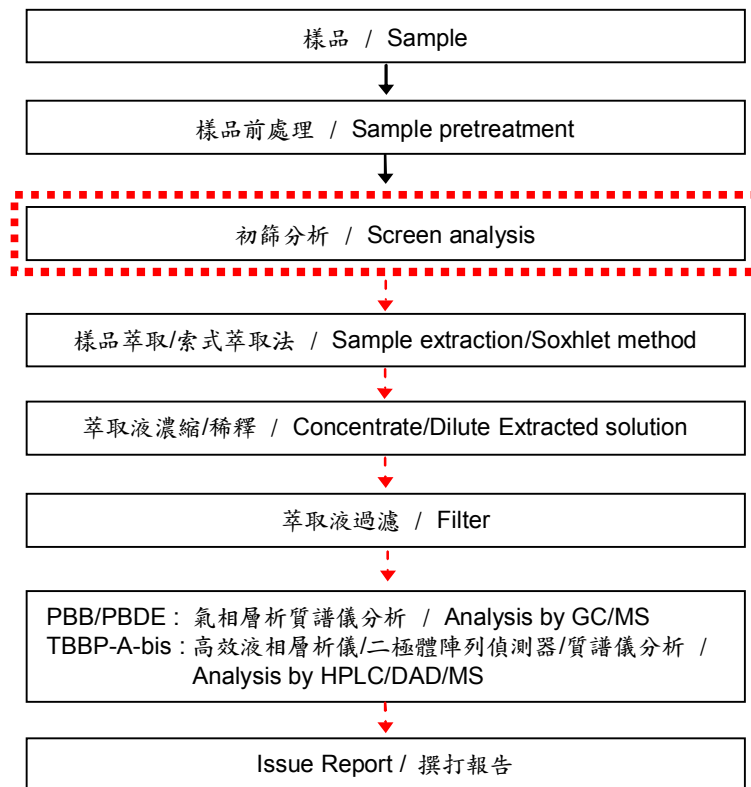 樣品 / Sample
樣品前處理 / Sample pretreatment
初篩分析 / Screen analysis
樣品萃取/索式萃取法 / Sample extraction/Soxhlet method
萃取液濃縮/稀釋 / Concentrate/Dilute Extracted solution
萃取液過濾 / Filter
PBB/PBDE : 氣相層析質譜儀分析 / Analysis by GC/MS
TBBP-A-bis : 高效液相層析儀/二極體陣列偵測器/質譜儀分析 /
Analysis by HPLC/DAD/MS
Issue Report / 撰打報告